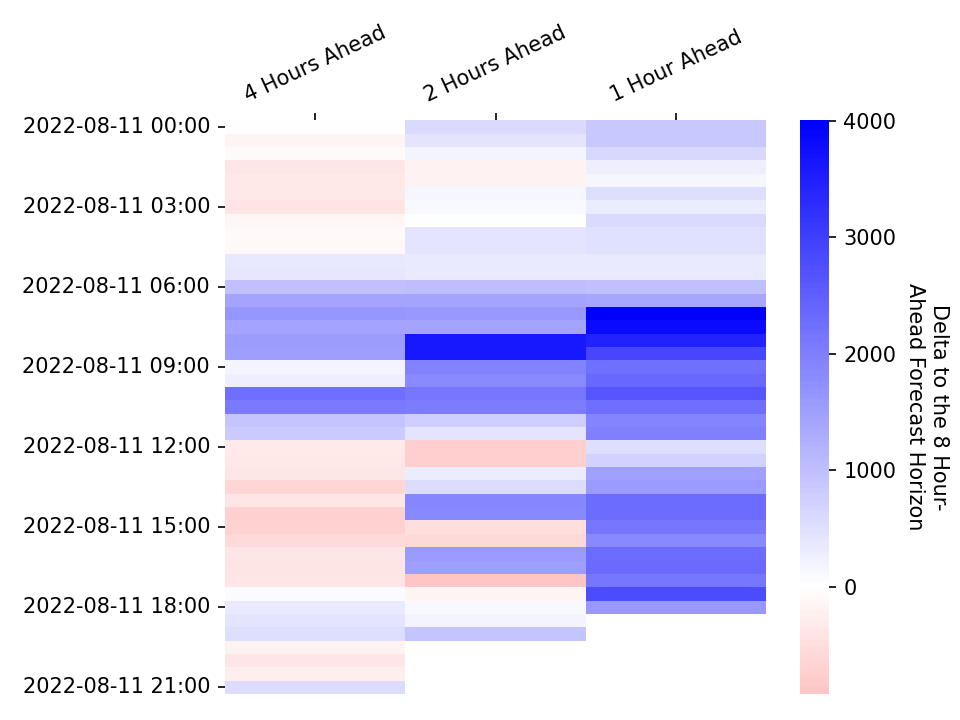 4 Hours Ahead
2 Hours Ahead
1 Hour Ahead
2022-08-11 00:00
2022-08-11 03:00
2022-08-11 06:00
2022-08-11 09:00
2022-08-11 12:00
2022-08-11 15:00
2022-08-11 18:00
2022-08-11 21:00
4000
3000
2000
1000
0
Delta to the 8 Hour-
Ahead Forecast Horizon